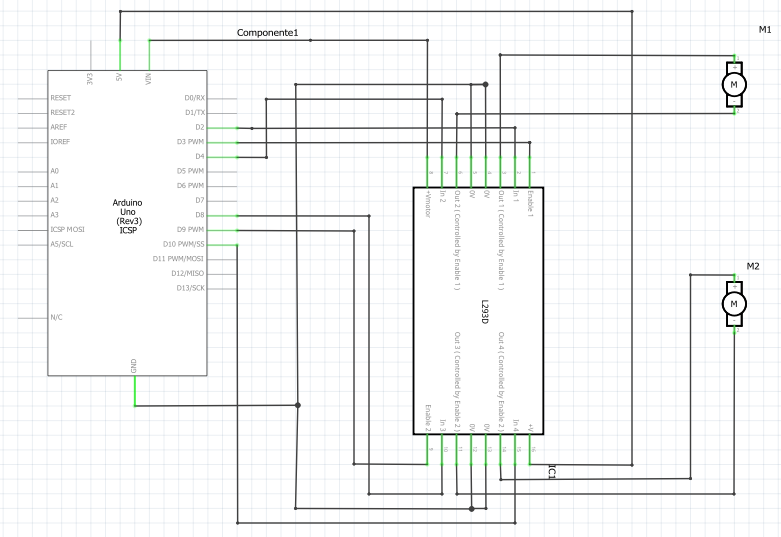 Componente1
M1
3V3
5V
VIN
RESET
RESET2
AREF
IOREF
A0
A1
A2
A3
ICSP MOSI
A5/SCL
N/C
D0/RX
D1/TX
D2
D3 PWM
D4
D5 PWM
D6 PWM
D7
D8
D9 PWM
D10 PWM/SS
D11 PWM/MOSI
D12/MISO
D13/SCK
Arduino
Uno
(Rev3)
ICSP
GND
+Vmotor
In 2
Out 2 ( Controlled by Enable 1 )
0V
0V
Out 1 ( Controlled by Enable 1 )
In 1
Enable 1
L293D
Enable 2
In 3
Out 3 ( Controlled by Enable 2 )
0V
0V
Out 4 ( Controlled by Enable 2 )
In 4
+V
IC1
M
M2
M